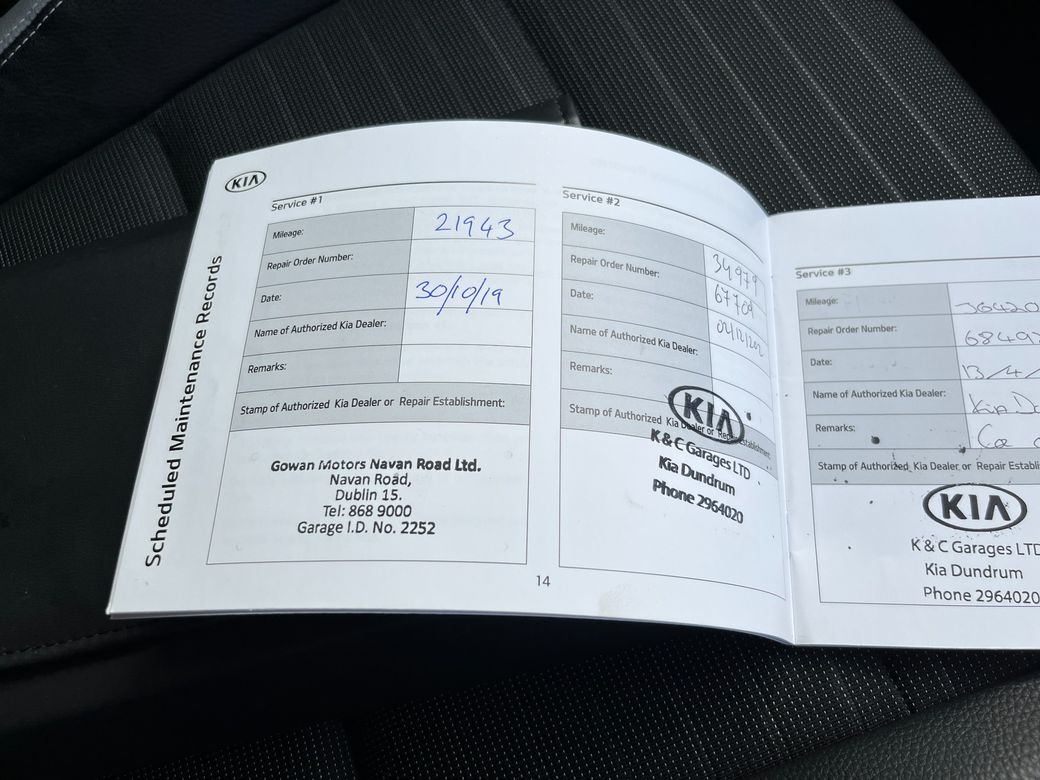 KIA
Scheduled Maintenance Records
Service #1
Mileage: 21943
Repair Order Number:
Date: 30/10/19
Name of Authorized Kia Dealer:
Remarks:
Stamp of Authorized Kia Dealer or Repair Establishment:
Gowan Motors Navan Road Ltd.
Navan Road,
Dublin 15.
Tel: 868 9000
Garage I.D. No. 2252
Service #2
Mileage: 34979
Repair Order Number: 67709
Date:
Name of Authorized Kia Dealer:
Remarks:
Stamp of Authorized Kia Dealer or Repair Establishment:
KIA
K & C Garages LTD
Kia Dundrum
Phone 2964020
14
Service #3
Mileage:
Repair Order Number:
Date: 13/4/
Name of Authorized Kia Dealer: Kia
Remarks:
Stamp of Authorized Kia Dealer or Repair
KIA
K & C Garages LTD
Kia Dundrum
Phone 2964020